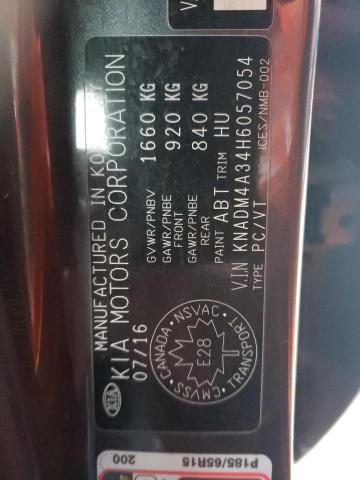 MANUFACTURED IN KO
KIA MOTORS CORPORATION
07/16
GVWR/PNBV 1660 KG
GAWR/PNBE FRONT 920 KG
GAWR/PNBE REAR 840 KG
PAINT ABT TRIM HU
V.I.N KNADM4A34H6057054
TYPE PC/VT ICES/NMB-002
KIA
CMVSS CANADA · NSVAC · TRANSPORT
E28
P185/65R15
200